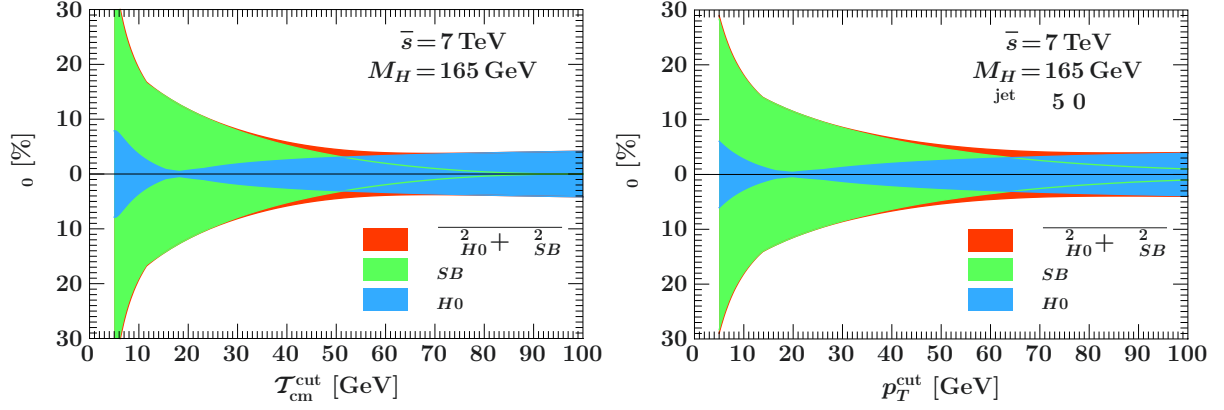 30
20
10
0
10
20
30
0 [%]
s̅ = 7 TeV
M_H = 165 GeV
2 H0 + 2 SB
SB
H0
0 10 20 30 40 50 60 70 80 90 100
𝒯_cm^cut [GeV]
30
20
10
0
10
20
30
0 [%]
s̅ = 7 TeV
M_H = 165 GeV
jet 5 0
2 H0 + 2 SB
SB
H0
0 10 20 30 40 50 60 70 80 90 100
p_T^cut [GeV]